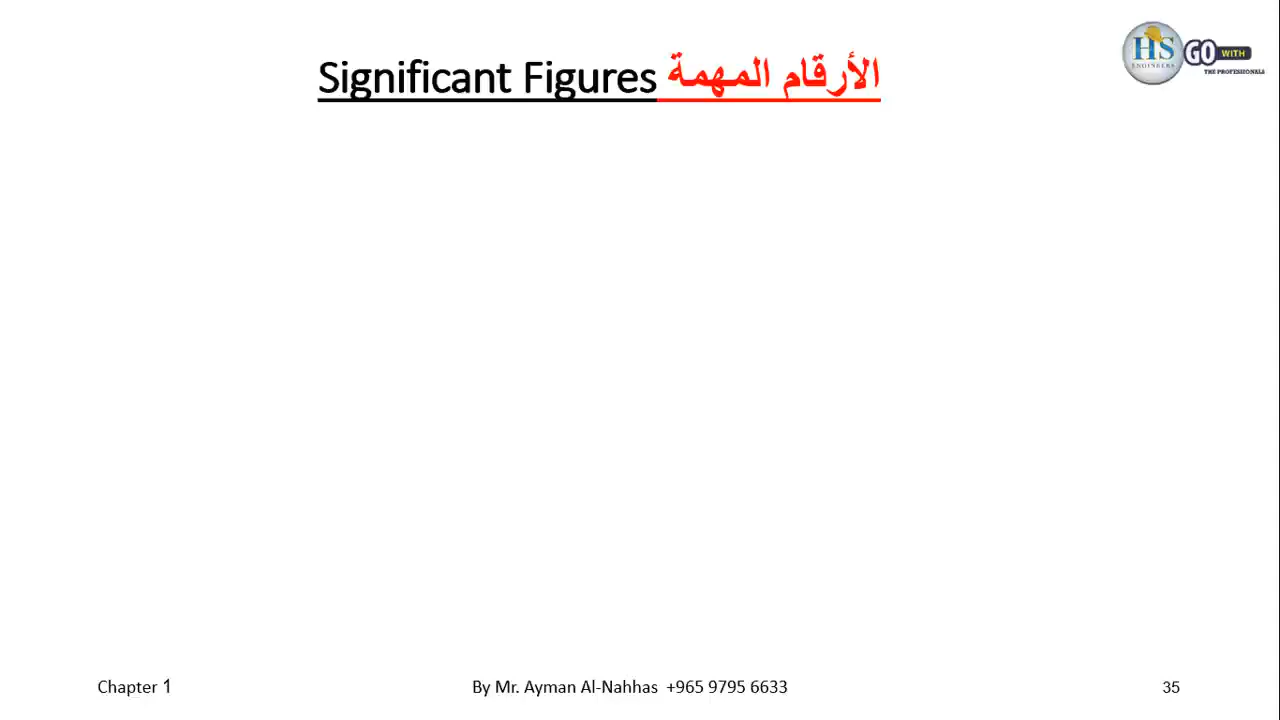 Significant Figures الأرقام المهمة
HS
ENGINEERS
GO WITH
THE PROFESSIONALS
Chapter 1
By Mr. Ayman Al-Nahhas +965 9795 6633
35